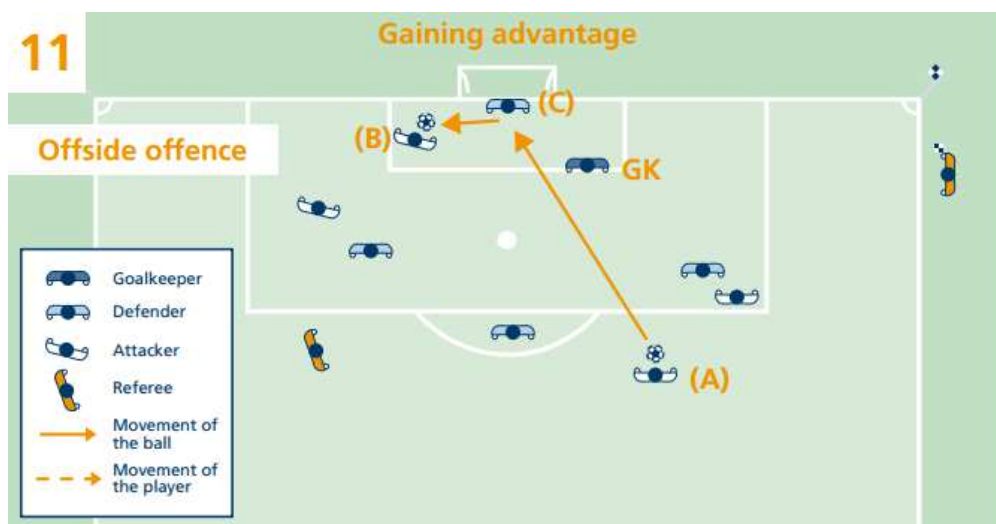 11
Gaining advantage
(C)
(B)
Offside offence
GK
Goalkeeper
Defender
Attacker
(A)
Referee
Movement of
the ball
Movement of
the player